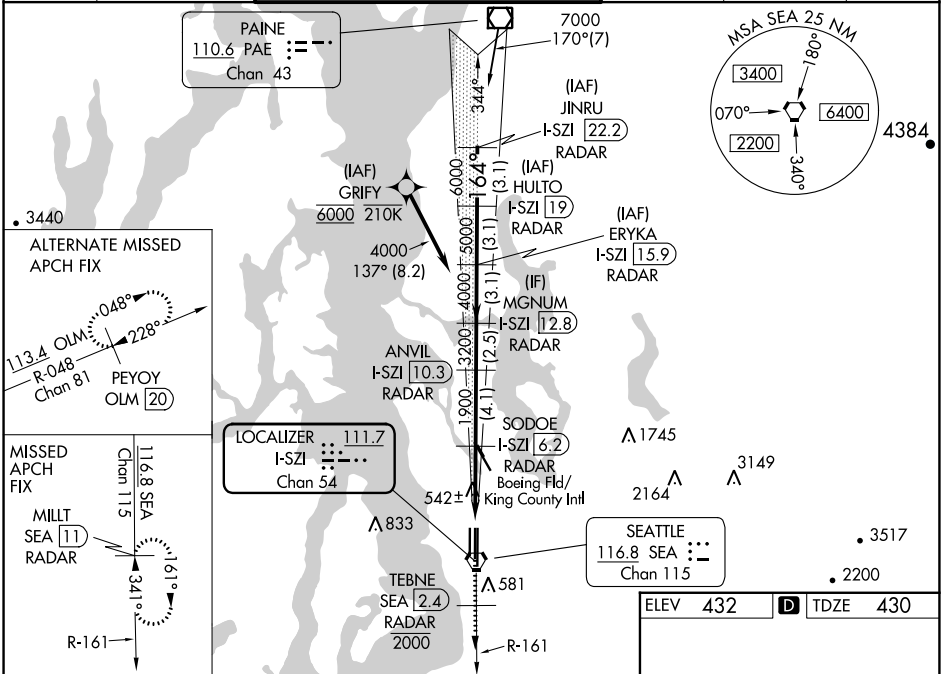 PAINE
110.6 PAE
Chan 43
7000
170°(7)
344°
(IAF)
JINRU
I-SZI 22.2
RADAR
MSA SEA 25 NM
180°
3400
070°
6400
2200
340°
4384
(IAF)
GRIFY
6000 210K
4000
137° (8.2)
6000
164°
(3.1)
(IAF)
HULTO
I-SZI 19
RADAR
5000
(3.1)
(IAF)
ERYKA
I-SZI 15.9
RADAR
4000
(3.1)
(IF)
MGNUM
I-SZI 12.8
RADAR
3200
(2.5)
ANVIL
I-SZI 10.3
RADAR
1900
(4.1)
SODOE
I-SZI 6.2
RADAR
Boeing Fld/
King County Intl
3440
ALTERNATE MISSED
APCH FIX
048°
228°
113.4 OLM
R-048
Chan 81
PEYOY
OLM 20
LOCALIZER 111.7
I-SZI
Chan 54
542±
1745
3149
2164
833
MISSED
APCH
FIX
116.8 SEA
Chan 115
MILLT
SEA 11
RADAR
161°
341°
R-161
SEATTLE
116.8 SEA
Chan 115
3517
2200
581
TEBNE
SEA 2.4
RADAR
2000
R-161
ELEV 432 D TDZE 430